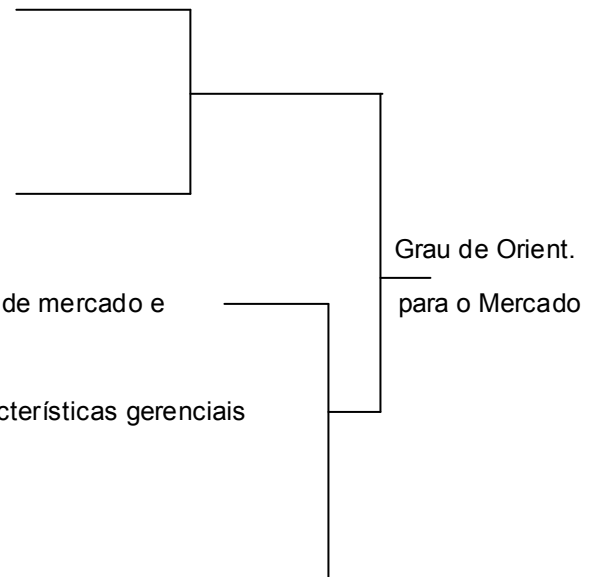 Grau de Orient.
de mercado e
para o Mercado
cterísticas gerenciais